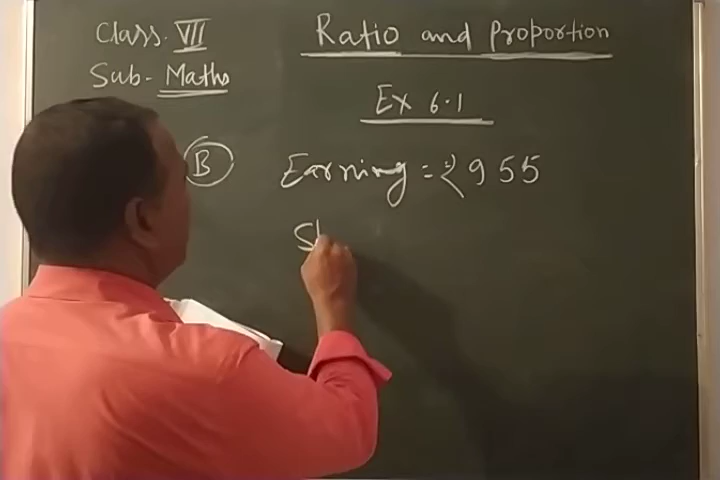 Class. VII
Ratio and Proportion
Sub- Maths
Ex 6.1
B Earning = ₹ 955